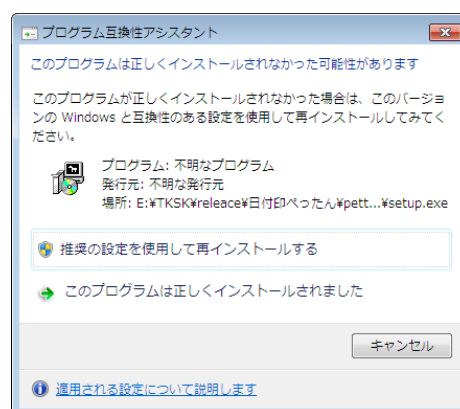 プログラム互換性アシスタント
このプログラムは正しくインストールされなかった可能性があります
このプログラムが正しくインストールされなかった場合は、このバージョ
ンの Windows と互換性のある設定を使用して再インストールしてみてく
ださい。
プログラム: 不明なプログラム
発行元: 不明な発行元
場所: E:¥TKSK¥releace¥日付印ぺったん¥pett...¥setup.exe
推奨の設定を使用して再インストールする
このプログラムは正しくインストールされました
キャンセル
適用される設定について説明します